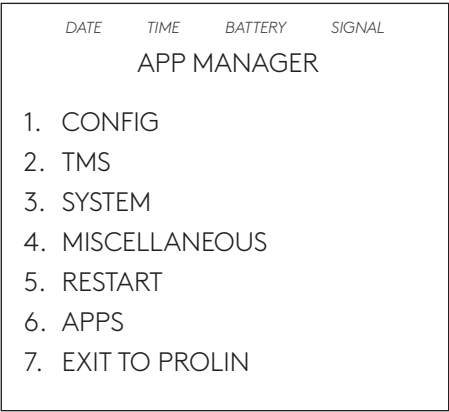 DATE TIME BATTERY SIGNAL
APP MANAGER
1. CONFIG
2. TMS
3. SYSTEM
4. MISCELLANEOUS
5. RESTART
6. APPS
7. EXIT TO PROLIN